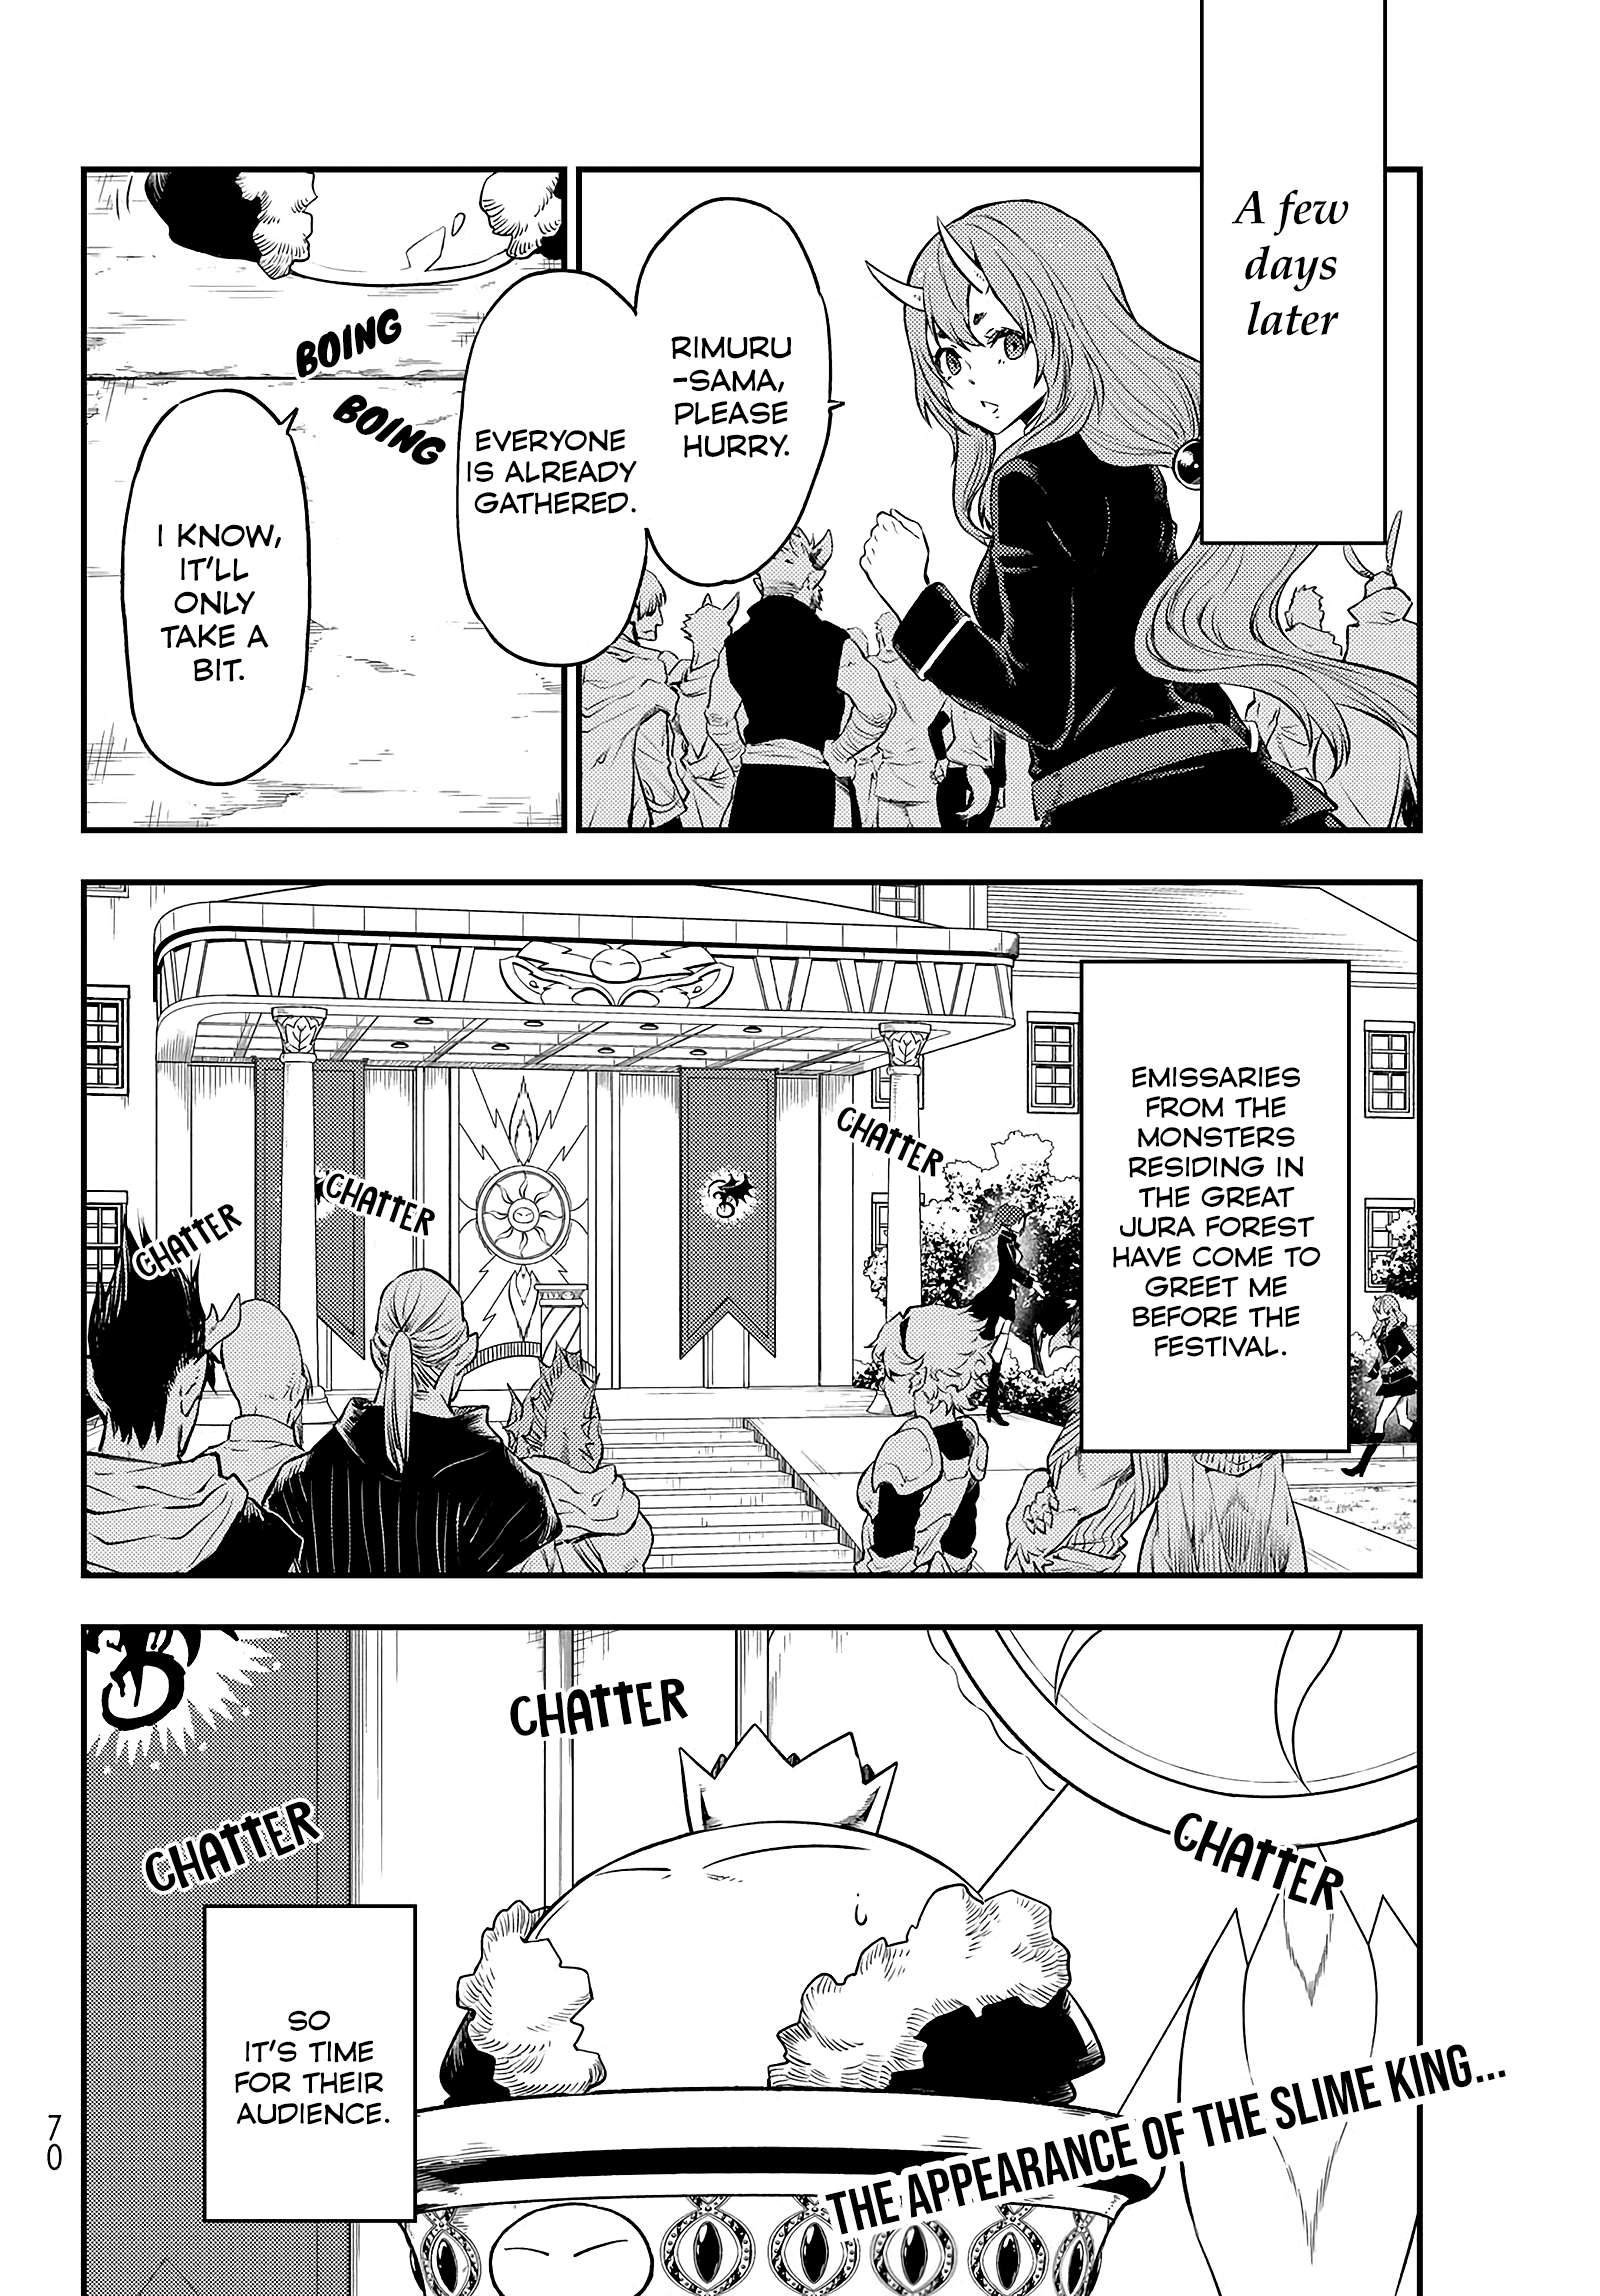 A few
days
later
RIMURU
-SAMA,
PLEASE
HURRY.
EVERYONE
IS ALREADY
GATHERED.
BOING
BOING
I KNOW,
IT'LL
ONLY
TAKE A
BIT.
EMISSARIES
FROM THE
MONSTERS
RESIDING IN
THE GREAT
JURA FOREST
HAVE COME TO
GREET ME
BEFORE THE
FESTIVAL.
CHATTER
CHATTER
CHATTER
CHATTER
CHATTER
CHATTER
SO
IT'S TIME
FOR THEIR
AUDIENCE.
THE APPEARANCE OF THE SLIME KING...
70